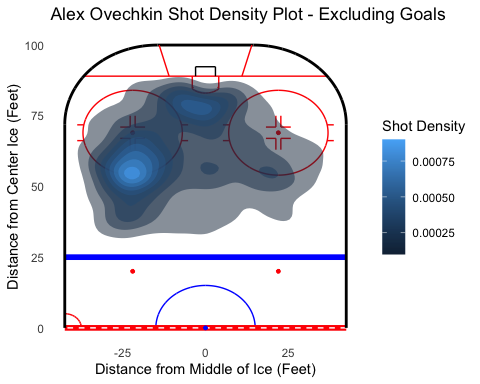 Alex Ovechkin Shot Density Plot - Excluding Goals
100
75
50
25
0
-25
0
25
Distance from Middle of Ice (Feet)
Distance from Center Ice (Feet)
Shot Density
0.00075
0.00050
0.00025